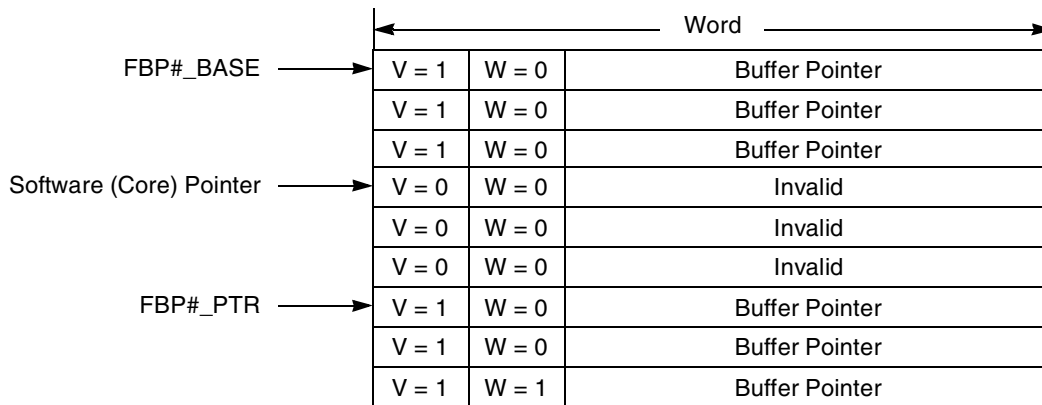 Word
FBP#_BASE V = 1 W = 0 Buffer Pointer
V = 1 W = 0 Buffer Pointer
V = 1 W = 0 Buffer Pointer
Software (Core) Pointer V = 0 W = 0 Invalid
V = 0 W = 0 Invalid
V = 0 W = 0 Invalid
FBP#_PTR V = 1 W = 0 Buffer Pointer
V = 1 W = 0 Buffer Pointer
V = 1 W = 1 Buffer Pointer